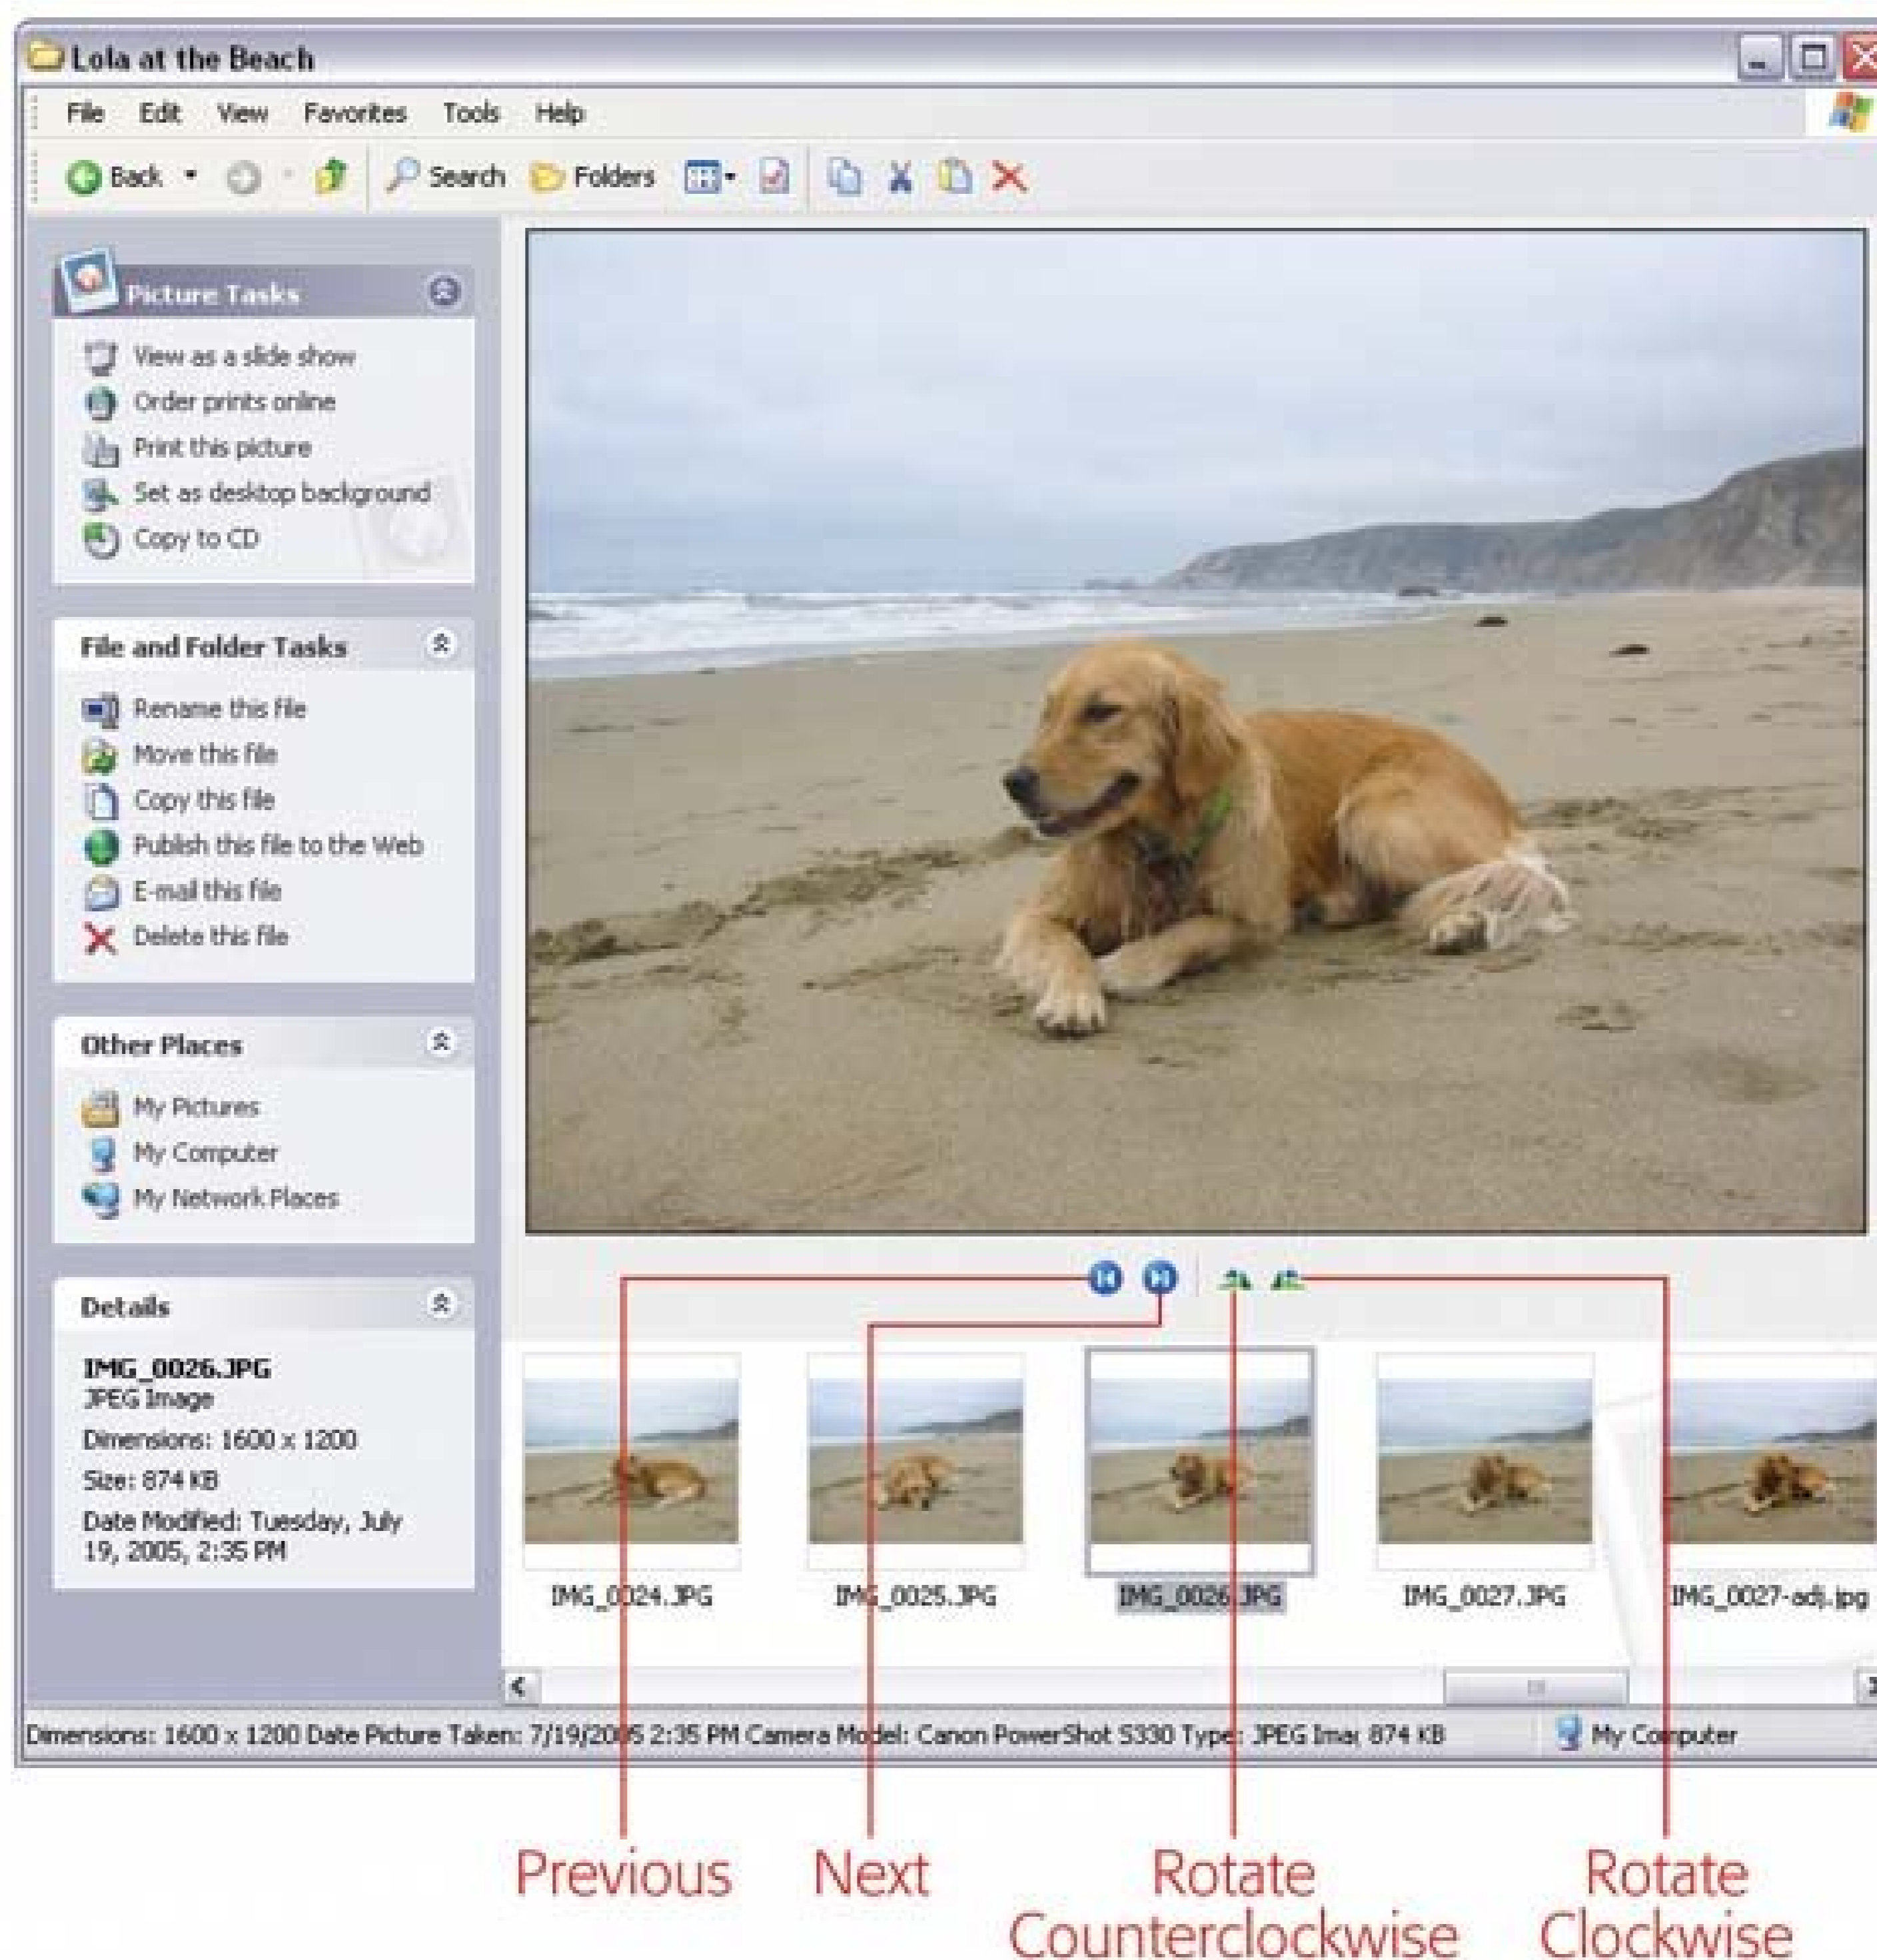 Lola at the Beach
File Edit View Favorites Tools Help
Back Search Folders
Picture Tasks
View as a slide show
Order prints online
Print this picture
Set as desktop background
Copy to CD
File and Folder Tasks
Rename this file
Move this file
Copy this file
Publish this file to the Web
E-mail this file
Delete this file
Other Places
My Pictures
My Computer
My Network Places
Details
IMG_0026.JPG
JPEG Image
Dimensions: 1600 x 1200
Size: 874 KB
Date Modified: Tuesday, July
19, 2005, 2:35 PM
IMG_0024.JPG IMG_0025.JPG IMG_0026.JPG IMG_0027.JPG IMG_0027-adj.jpg
Dimensions: 1600 x 1200 Date Picture Taken: 7/19/2005 2:35 PM Camera Model: Canon PowerShot S330 Type: JPEG Imag 874 KB My Computer
Previous Next Rotate Rotate
Counterclockwise Clockwise